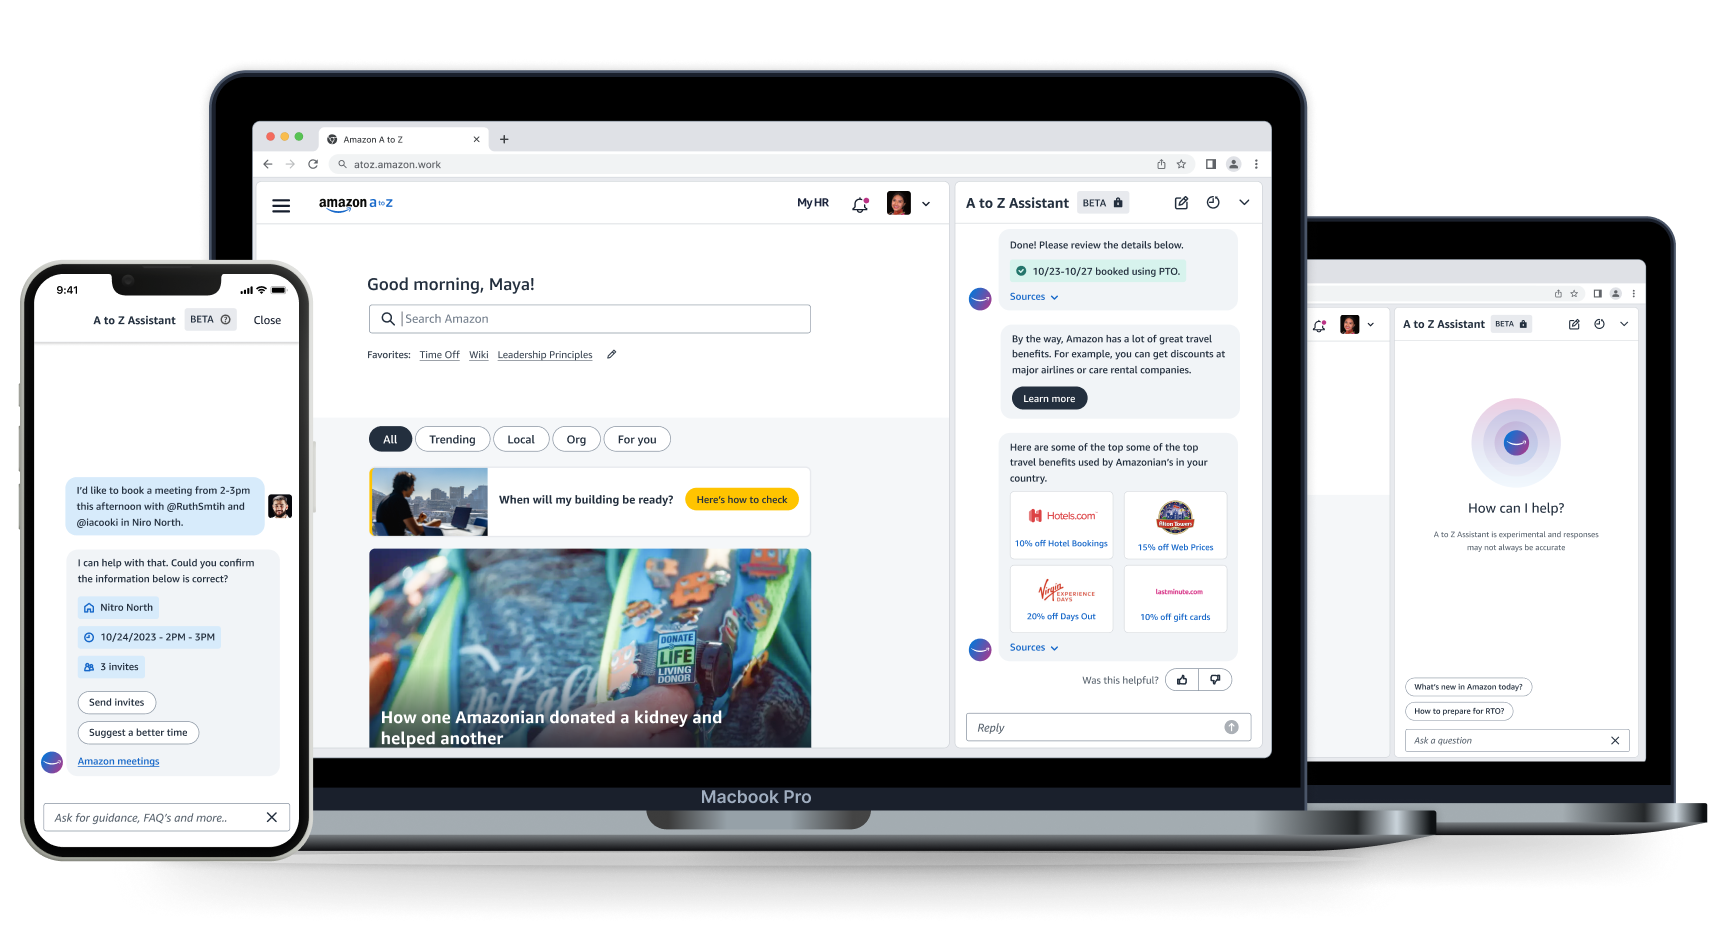 9:41
A to Z Assistant BETA Close
I'd like to book a meeting from 2-3pm
this afternoon with @RuthSmtih and
@iacooki in Niro North.
I can help with that. Could you confirm
the information below is correct?
Nitro North
10/24/2023 - 2PM - 3PM
3 invites
Send invites
Suggest a better time
Amazon meetings
Ask for guidance, FAQ's and more..
Amazon A to Z
atoz.amazon.work
amazon a to z
My HR
Good morning, Maya!
Search Amazon
Favorites: Time Off Wiki Leadership Principles
All Trending Local Org For you
When will my building be ready? Here's how to check
DONATE
LIFE
LIVING
DONOR
How one Amazonian donated a kidney and
helped another
A to Z Assistant BETA
Done! Please review the details below.
10/23-10/27 booked using PTO.
Sources
By the way, Amazon has a lot of great travel
benefits. For example, you can get discounts at
major airlines or care rental companies.
Learn more
Here are some of the top some of the top
travel benefits used by Amazonian's in your
country.
Hotels.com
10% off Hotel Bookings
Alton Towers
15% off Web Prices
Virgin
EXPERIENCE
DAYS
20% off Days Out
lastminute.com
10% off gift cards
Sources
Was this helpful?
Reply
Macbook Pro
A to Z Assistant BETA
How can I help?
A to Z Assistant is experimental and responses
may not always be accurate
What's new in Amazon today?
How to prepare for RTO?
Ask a question